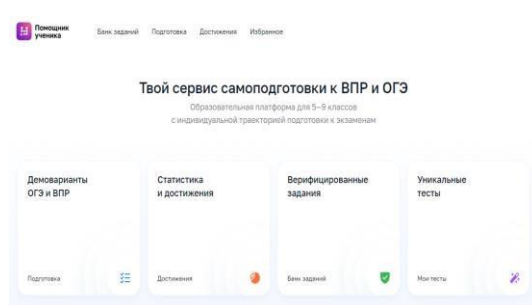 Помощник
ученика
Банк заданий Подготовка Достижения Избранное
Твой сервис самоподготовки к ВПР и ОГЭ
Образовательная платформа для 5–9 классов
с индивидуальной траекторией подготовки к экзаменам
Демоварианты
ОГЭ и ВПР
Подготовка
Статистика
и достижения
Достижения
Верифицированные
задания
Банк заданий
Уникальные
тесты
Мои тесты